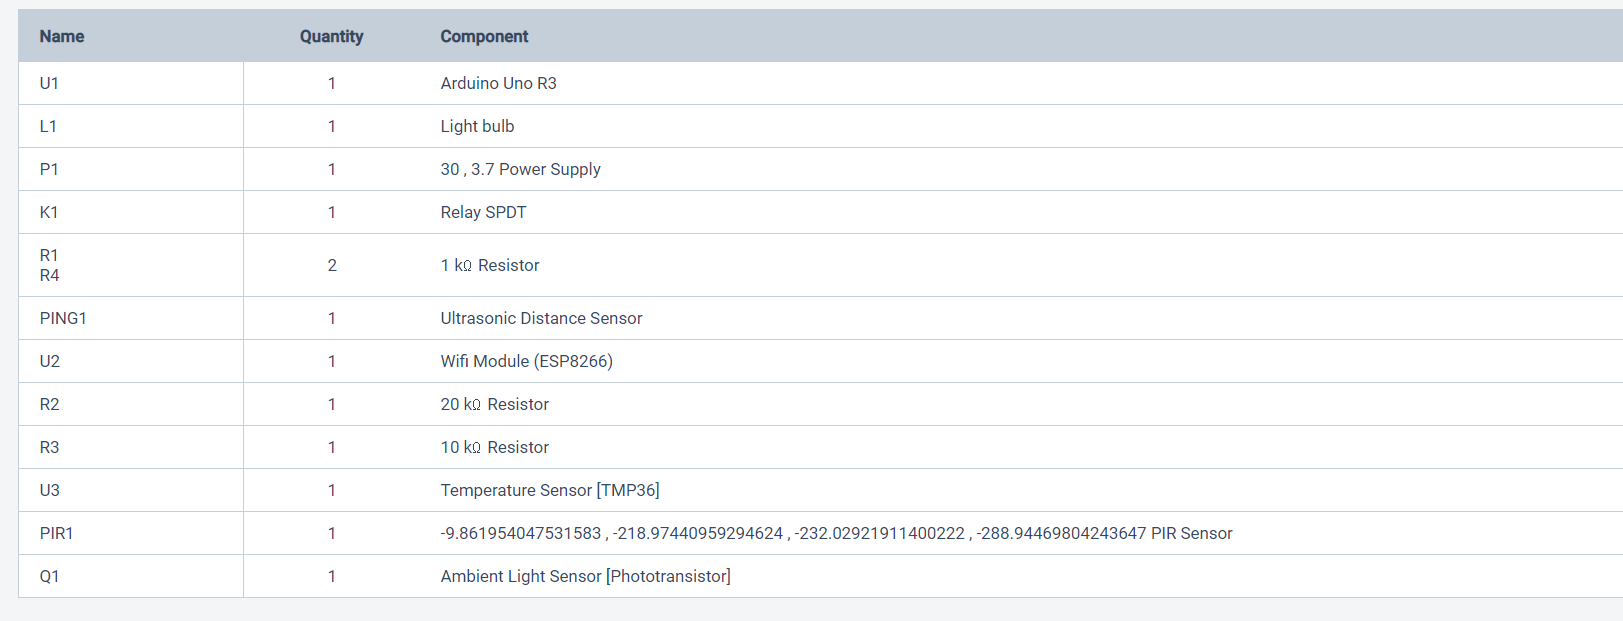 Name Quantity Component
U1 1 Arduino Uno R3
L1 1 Light bulb
P1 1 30 , 3.7 Power Supply
K1 1 Relay SPDT
R1
R4 2 1 kΩ Resistor
PING1 1 Ultrasonic Distance Sensor
U2 1 Wifi Module (ESP8266)
R2 1 20 kΩ Resistor
R3 1 10 kΩ Resistor
U3 1 Temperature Sensor [TMP36]
PIR1 1 -9.861954047531583 , -218.97440959294624 , -232.02921911400222 , -288.94469804243647 PIR Sensor
Q1 1 Ambient Light Sensor [Phototransistor]